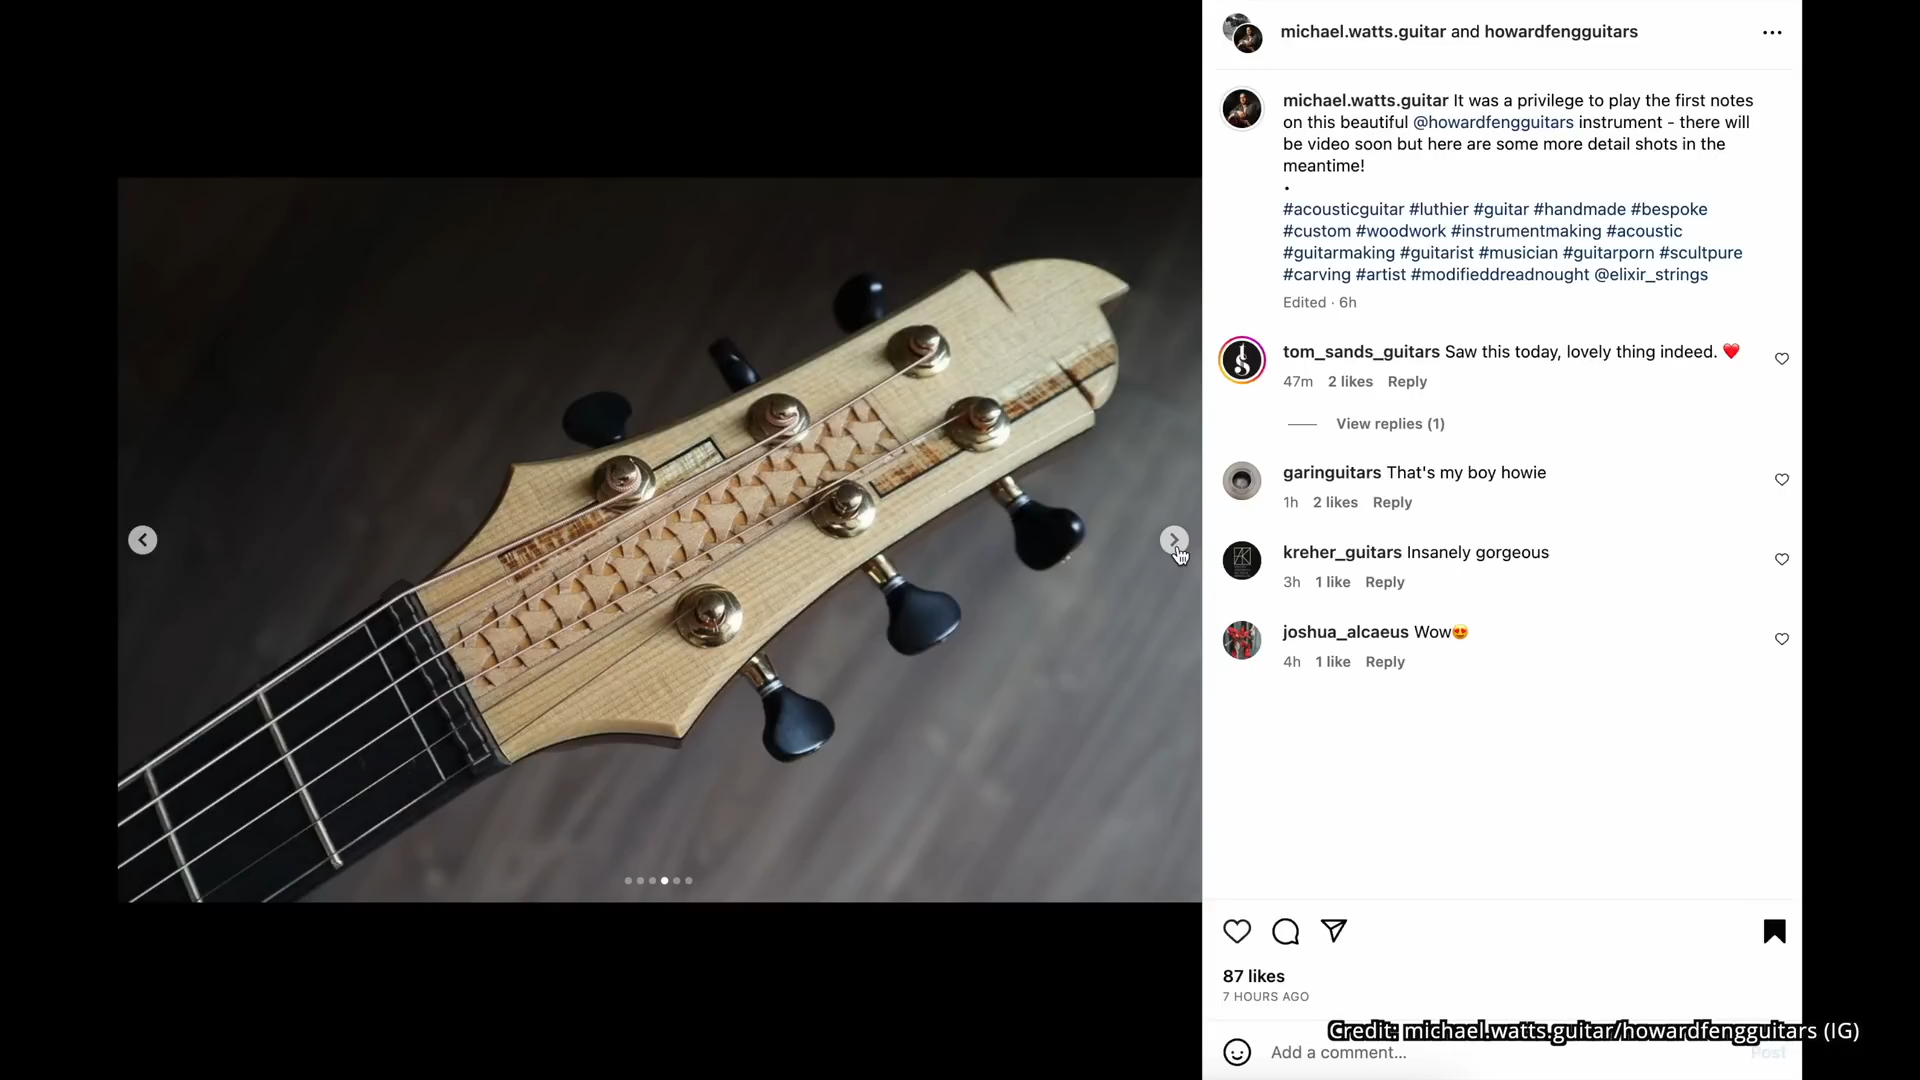 michael.watts.guitar and howardfengguitars
michael.watts.guitar It was a privilege to play the first notes
on this beautiful @howardfengguitars instrument - there will
be video soon but here are some more detail shots in the
meantime!
•
#acousticguitar #luthier #guitar #handmade #bespoke
#custom #woodwork #instrumentmaking #acoustic
#guitarmaking #guitarist #musician #guitarporn #scultpure
#carving #artist #modifieddreadnought @elixir_strings
Edited · 6h
tom_sands_guitars Saw this today, lovely thing indeed. ❤️
47m 2 likes Reply
View replies (1)
garinguitars That's my boy howie
1h 2 likes Reply
kreher_guitars Insanely gorgeous
3h 1 like Reply
joshua_alcaeus Wow😍
4h 1 like Reply
87 likes
7 HOURS AGO
Credit: michael.watts.guitar/howardfengguitars (IG)
Add a comment... Post